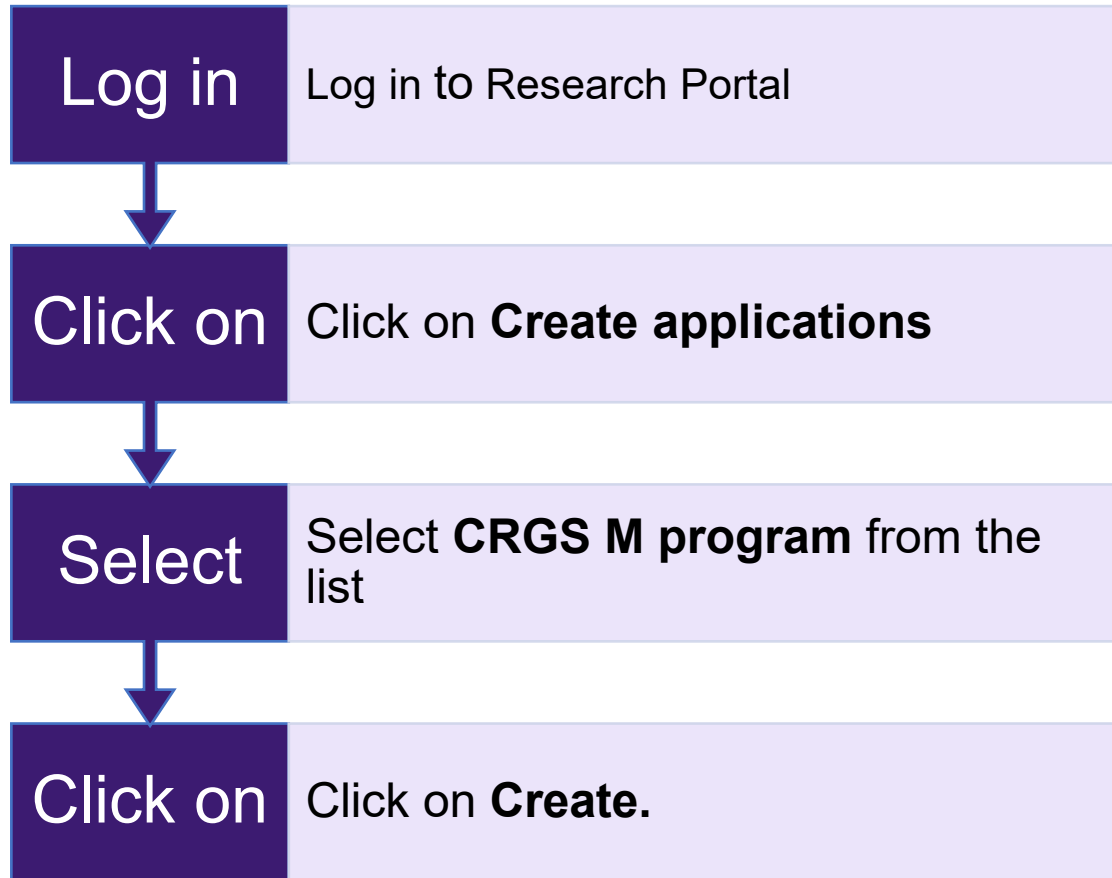 Log in
Log in to Research Portal
Click on
Click on Create applications
Select
Select CRGS M program from the
list
Click on
Click on Create.